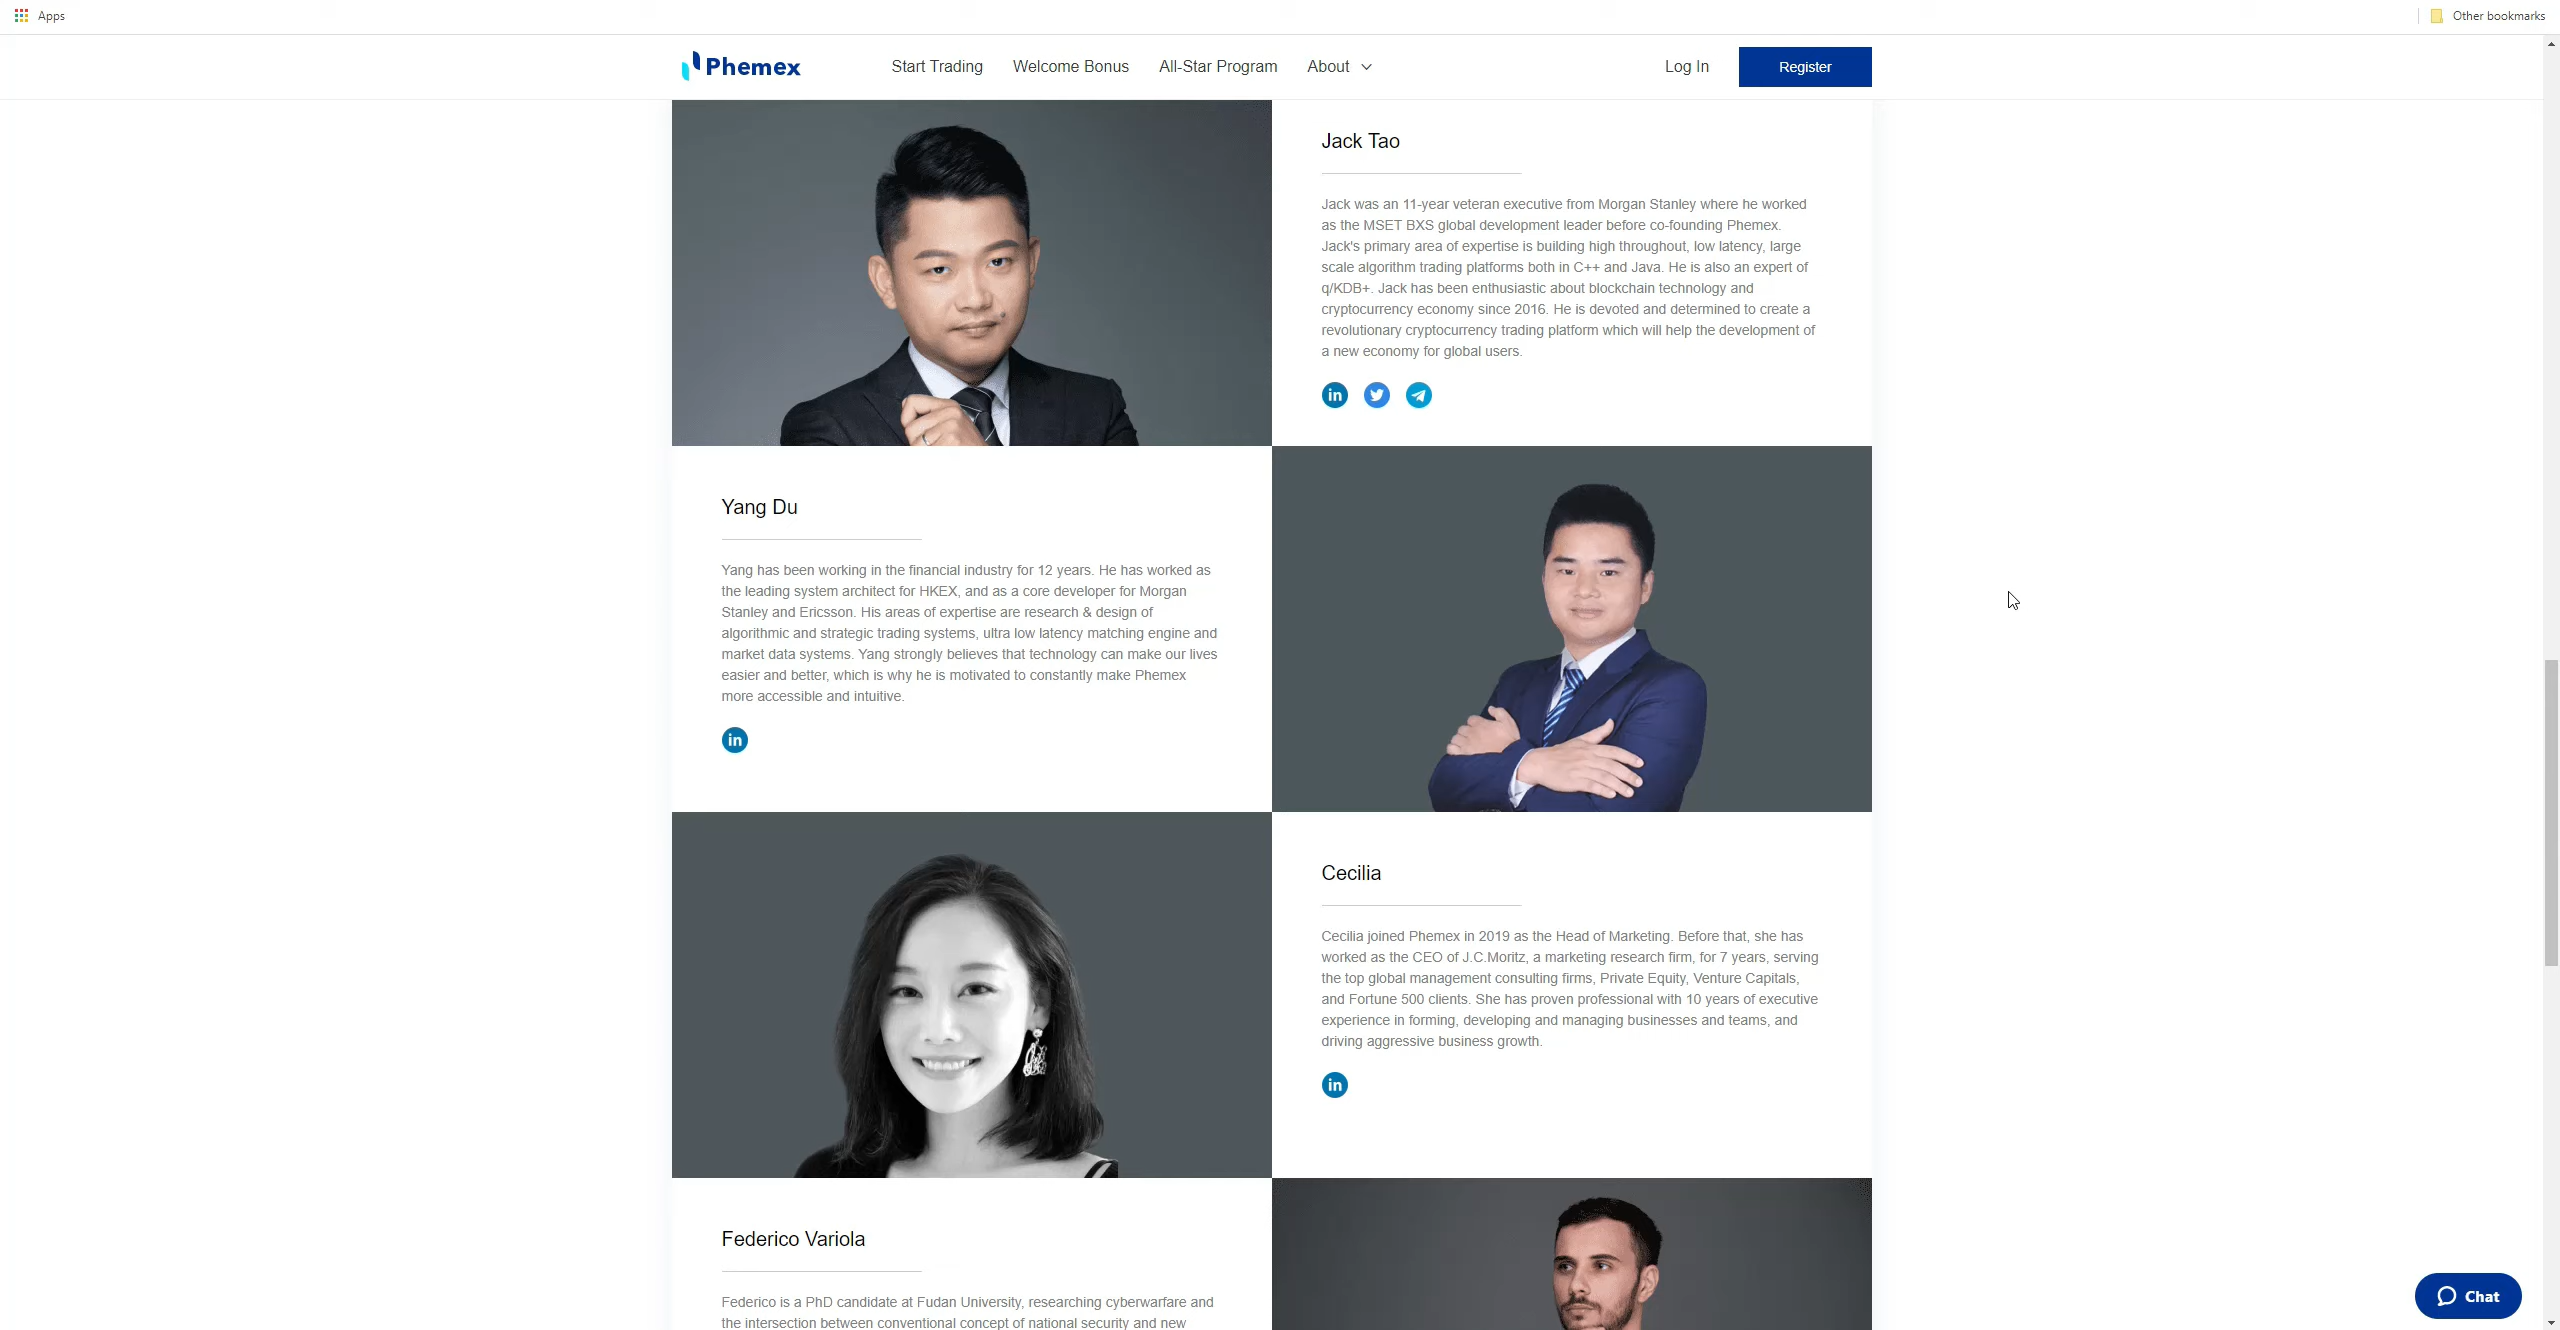 Apps
Other bookmarks
Phemex
Start Trading
Welcome Bonus
All-Star Program
About
Log In
Register
Jack Tao
Jack was an 11-year veteran executive from Morgan Stanley where he worked
as the MSET BXS global development leader before co-founding Phemex.
Jack's primary area of expertise is building high throughout, low latency, large
scale algorithm trading platforms both in C++ and Java. He is also an expert of
q/KDB+. Jack has been enthusiastic about blockchain technology and
cryptocurrency economy since 2016. He is devoted and determined to create a
revolutionary cryptocurrency trading platform which will help the development of
a new economy for global users.
in
Yang Du
Yang has been working in the financial industry for 12 years. He has worked as
the leading system architect for HKEX, and as a core developer for Morgan
Stanley and Ericsson. His areas of expertise are research & design of
algorithmic and strategic trading systems, ultra low latency matching engine and
market data systems. Yang strongly believes that technology can make our lives
easier and better, which is why he is motivated to constantly make Phemex
more accessible and intuitive.
in
Cecilia
Cecilia joined Phemex in 2019 as the Head of Marketing. Before that, she has
worked as the CEO of J.C.Moritz, a marketing research firm, for 7 years, serving
the top global management consulting firms, Private Equity, Venture Capitals,
and Fortune 500 clients. She has proven professional with 10 years of executive
experience in forming, developing and managing businesses and teams, and
driving aggressive business growth.
in
Federico Variola
Federico is a PhD candidate at Fudan University, researching cyberwarfare and
the intersection between conventional concept of national security and new
Chat